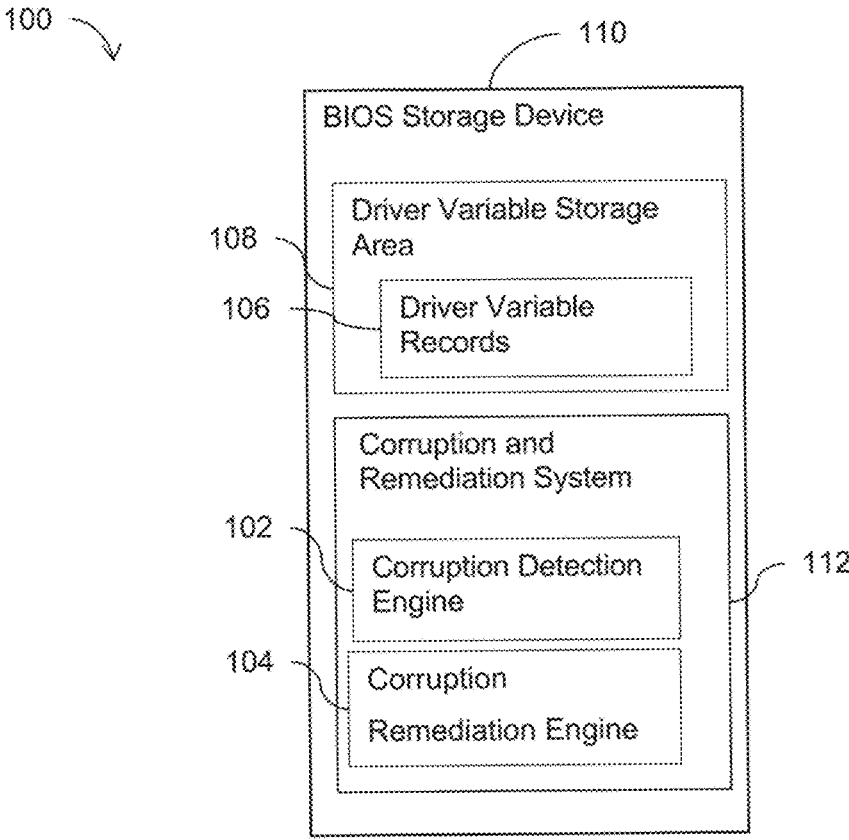 100
110
BIOS Storage Device
Driver Variable Storage
Area
108
106
Driver Variable
Records
Corruption and
Remediation System
102
Corruption Detection
Engine
112
104
Corruption
Remediation Engine